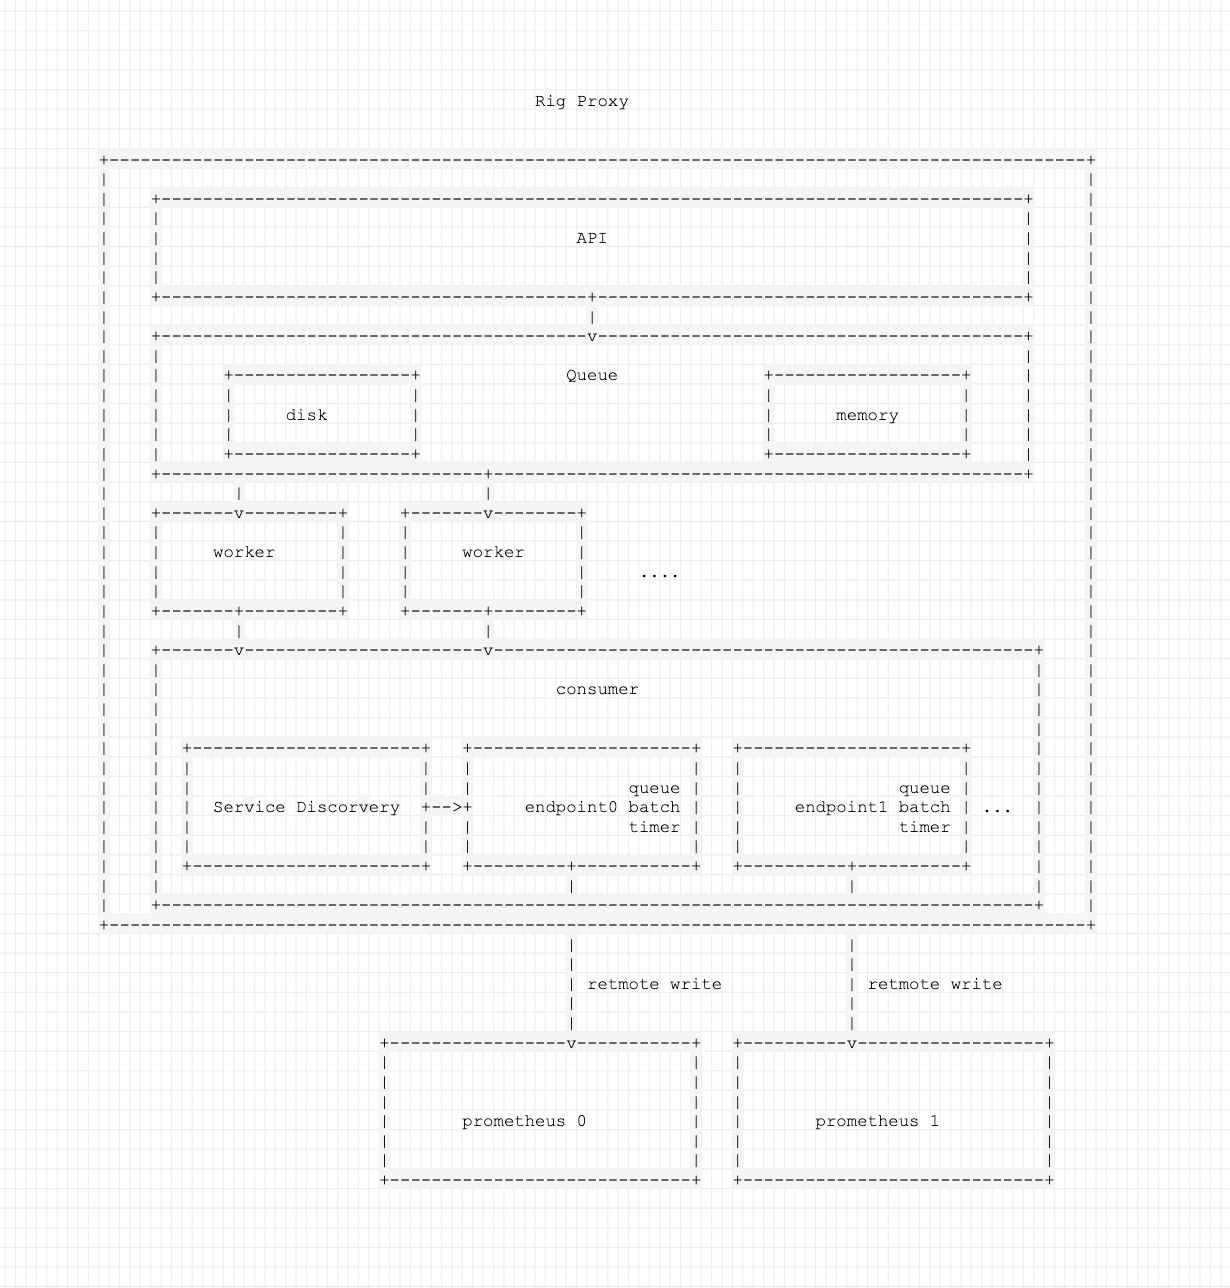 Rig Proxy
API
Queue
disk
memory
worker
worker
....
consumer
queue
queue
Service Discorvery
endpoint0 batch
endpoint1 batch
...
timer
timer
retmote write
retmote write
prometheus 0
prometheus 1